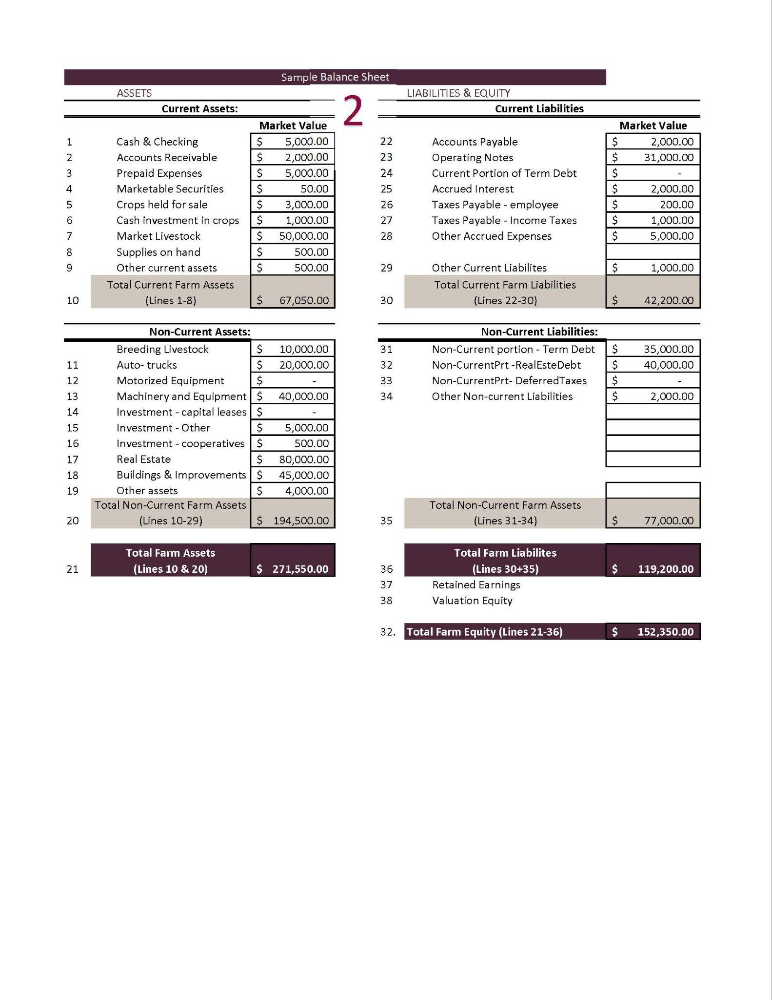 Sample Balance Sheet
2
ASSETS
Current Assets:
Market Value
1 Cash & Checking $ 5,000.00
2 Accounts Receivable $ 2,000.00
3 Prepaid Expenses $ 5,000.00
4 Marketable Securities $ 50.00
5 Crops held for sale $ 3,000.00
6 Cash investment in crops $ 1,000.00
7 Market Livestock $ 50,000.00
8 Supplies on hand $ 500.00
9 Other current assets $ 500.00
Total Current Farm Assets
10 (Lines 1-8) $ 67,050.00
Non-Current Assets:
Breeding Livestock $ 10,000.00
11 Auto- trucks $ 20,000.00
12 Motorized Equipment $ -
13 Machinery and Equipment $ 40,000.00
14 Investment - capital leases $ -
15 Investment - Other $ 5,000.00
16 Investment - cooperatives $ 500.00
17 Real Estate $ 80,000.00
18 Buildings & Improvements $ 45,000.00
19 Other assets $ 4,000.00
Total Non-Current Farm Assets
20 (Lines 10-29) $ 194,500.00
Total Farm Assets
21 (Lines 10 & 20) $ 271,550.00
LIABILITIES & EQUITY
Current Liabilities
Market Value
22 Accounts Payable $ 2,000.00
23 Operating Notes $ 31,000.00
24 Current Portion of Term Debt $ -
25 Accrued Interest $ 2,000.00
26 Taxes Payable - employee $ 200.00
27 Taxes Payable - Income Taxes $ 1,000.00
28 Other Accrued Expenses $ 5,000.00
29 Other Current Liabilites $ 1,000.00
Total Current Farm Liabilities
30 (Lines 22-30) $ 42,200.00
Non-Current Liabilities:
31 Non-Current portion - Term Debt $ 35,000.00
32 Non-CurrentPrt -RealEsteDebt $ 40,000.00
33 Non-CurrentPrt- DeferredTaxes $ -
34 Other Non-current Liabilities $ 2,000.00
Total Non-Current Farm Assets
35 (Lines 31-34) $ 77,000.00
Total Farm Liabilites
36 (Lines 30+35) $ 119,200.00
37 Retained Earnings
38 Valuation Equity
32. Total Farm Equity (Lines 21-36) $ 152,350.00